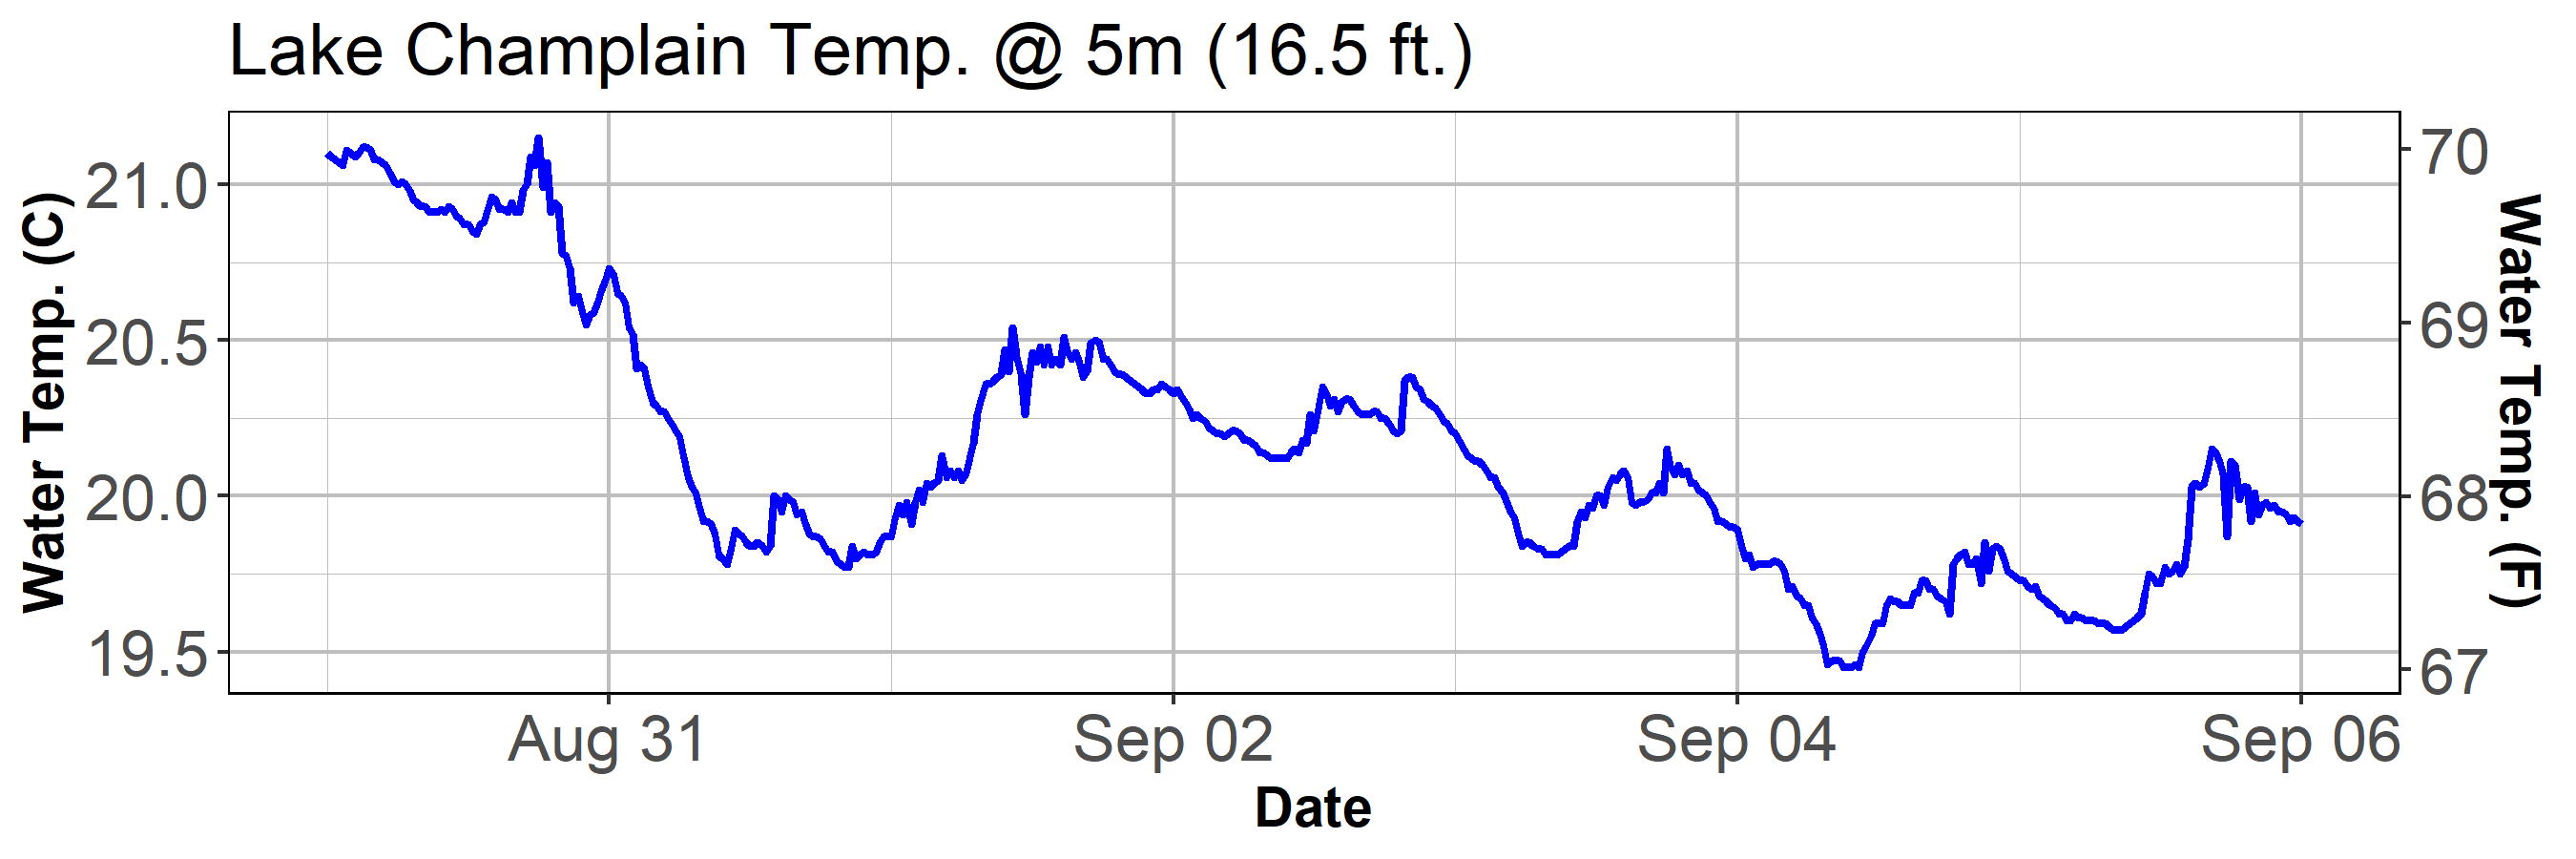 Lake Champlain Temp. @ 5m (16.5 ft.)
Water Temp. (C)
21.0
20.5
20.0
19.5
70
69
68
67
Water Temp. (F)
Aug 31
Sep 02
Sep 04
Sep 06
Date